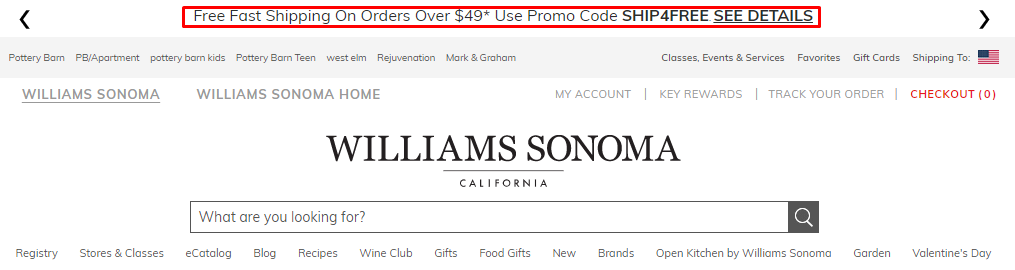 Free Fast Shipping On Orders Over $49* Use Promo Code SHIP4FREE SEE DETAILS
Pottery Barn PB/Apartment pottery barn kids Pottery Barn Teen west elm Rejuvenation Mark & Graham Classes, Events & Services Favorites Gift Cards Shipping To:
WILLIAMS SONOMA WILLIAMS SONOMA HOME MY ACCOUNT | KEY REWARDS | TRACK YOUR ORDER | CHECKOUT (0)
WILLIAMS SONOMA
CALIFORNIA
What are you looking for?
Registry Stores & Classes eCatalog Blog Recipes Wine Club Gifts Food Gifts New Brands Open Kitchen by Williams Sonoma Garden Valentine's Day